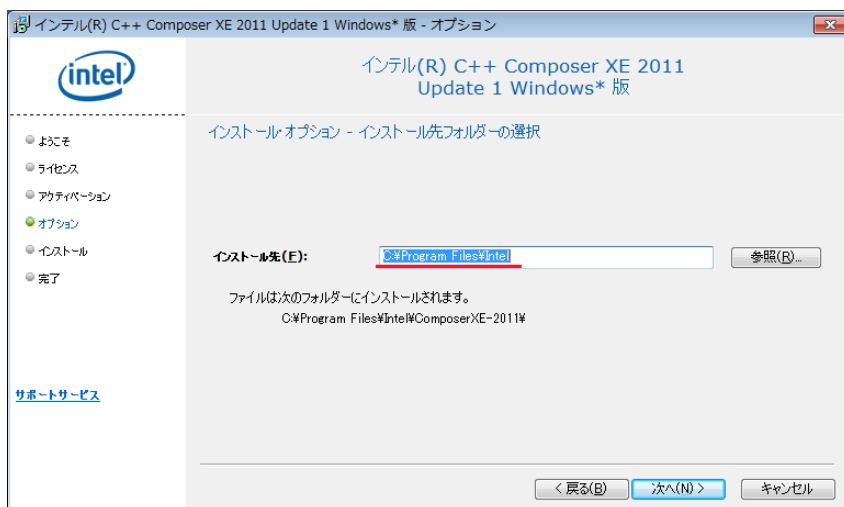 インテル(R) C++ Composer XE 2011 Update 1 Windows* 版 - オプション
intel
インテル(R) C++ Composer XE 2011
Update 1 Windows* 版
ようこそ
ライセンス
アクティベーション
オプション
インストール
完了
サポートサービス
インストール・オプション - インストール先フォルダーの選択
インストール先(F): C:¥Program Files¥Intel 参照(R)...
ファイルは次のフォルダーにインストールされます。
C:¥Program Files¥Intel¥ComposerXE-2011¥
< 戻る(B) 次へ(N) > キャンセル